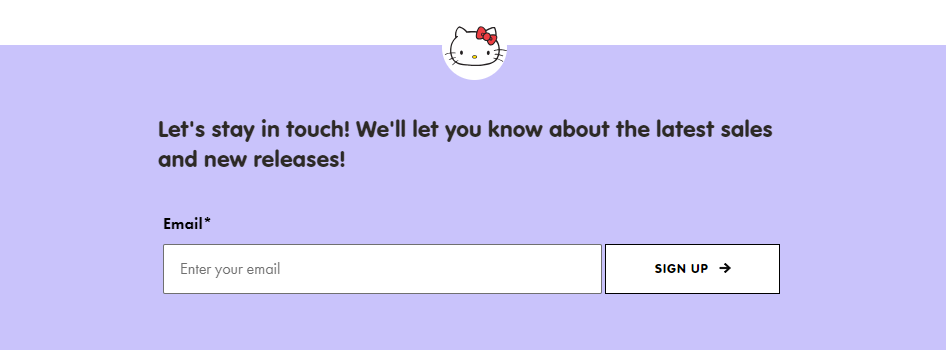 Let's stay in touch! We'll let you know about the latest sales
and new releases!
Email*
Enter your email
SIGN UP →